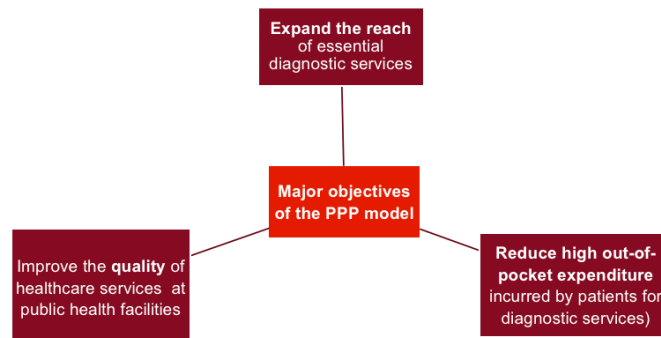 Expand the reach
of essential
diagnostic services
Major objectives
of the PPP model
Improve the quality of
healthcare services at
public health facilities
Reduce high out-of-
pocket expenditure
incurred by patients for
diagnostic services)